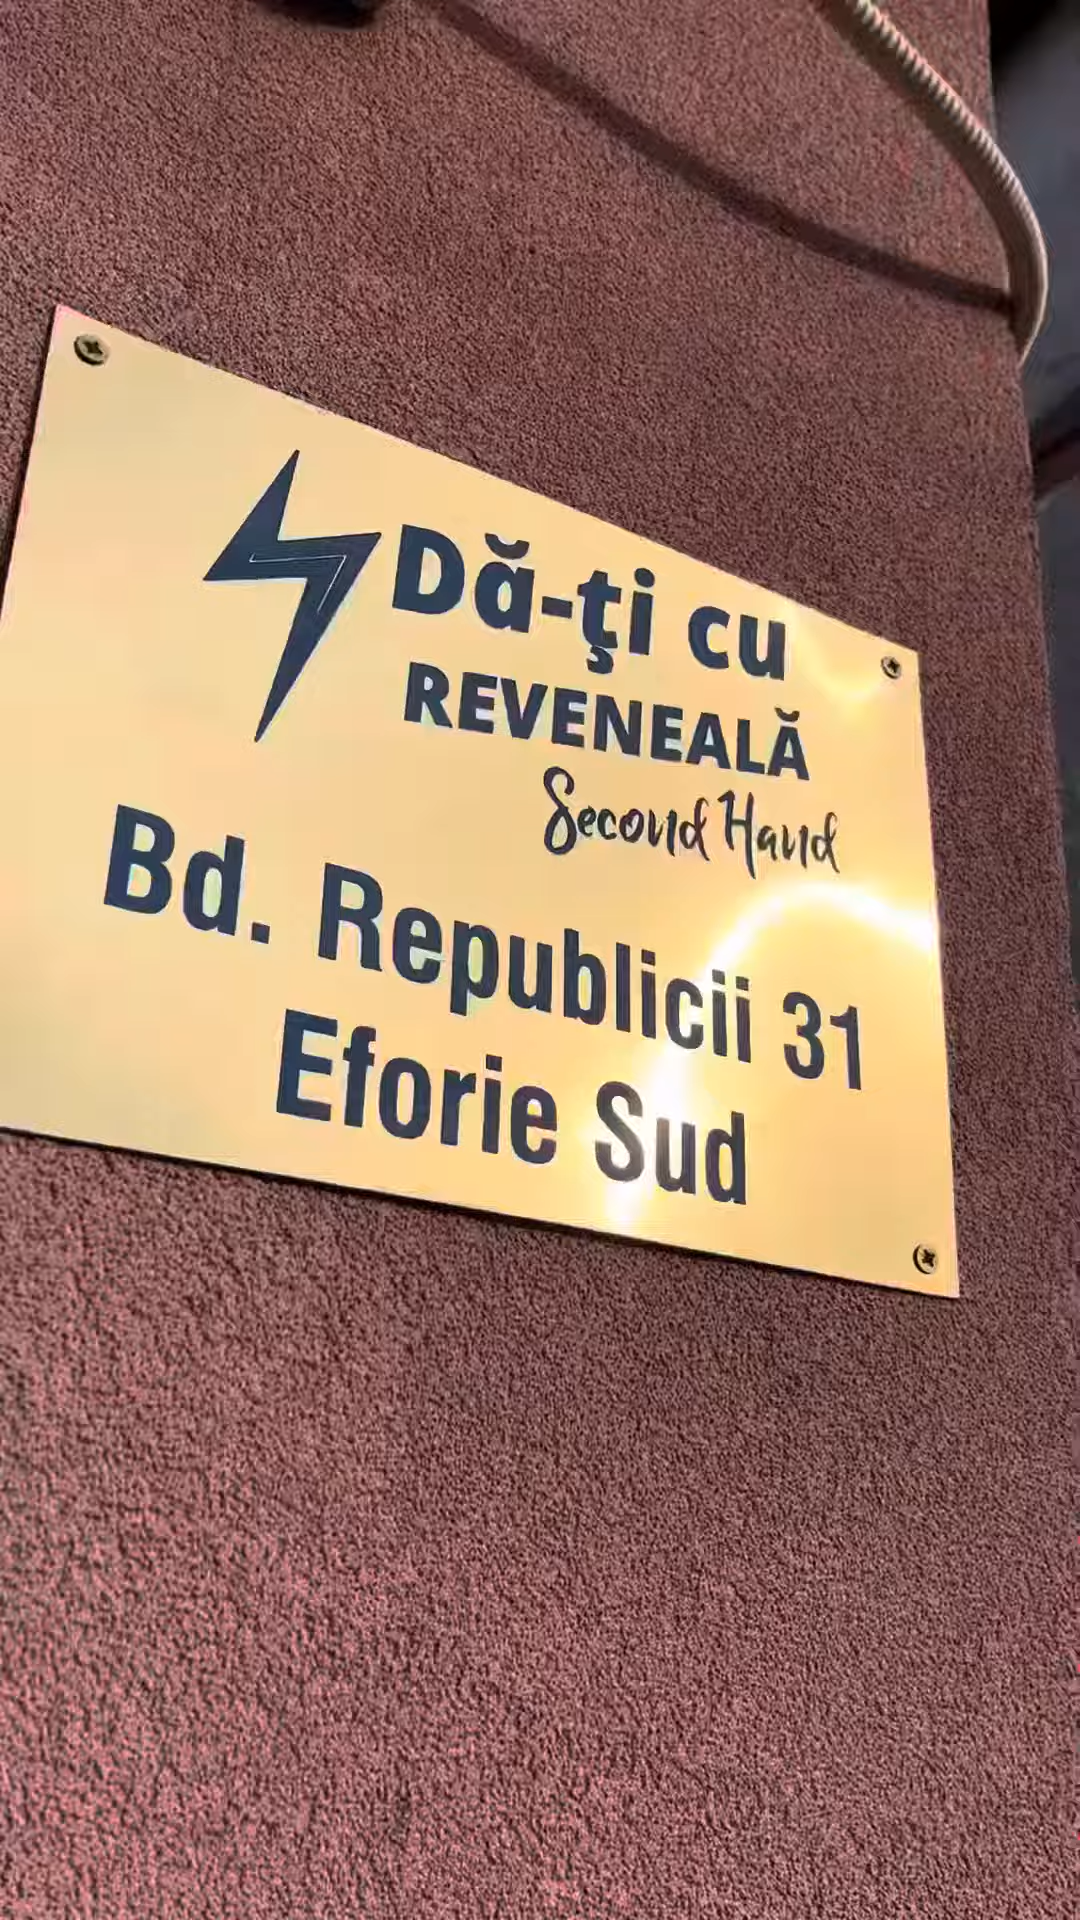 Dă-ţi cu
REVENEALĂ
Second Hand
Bd. Republicii 31
Eforie Sud